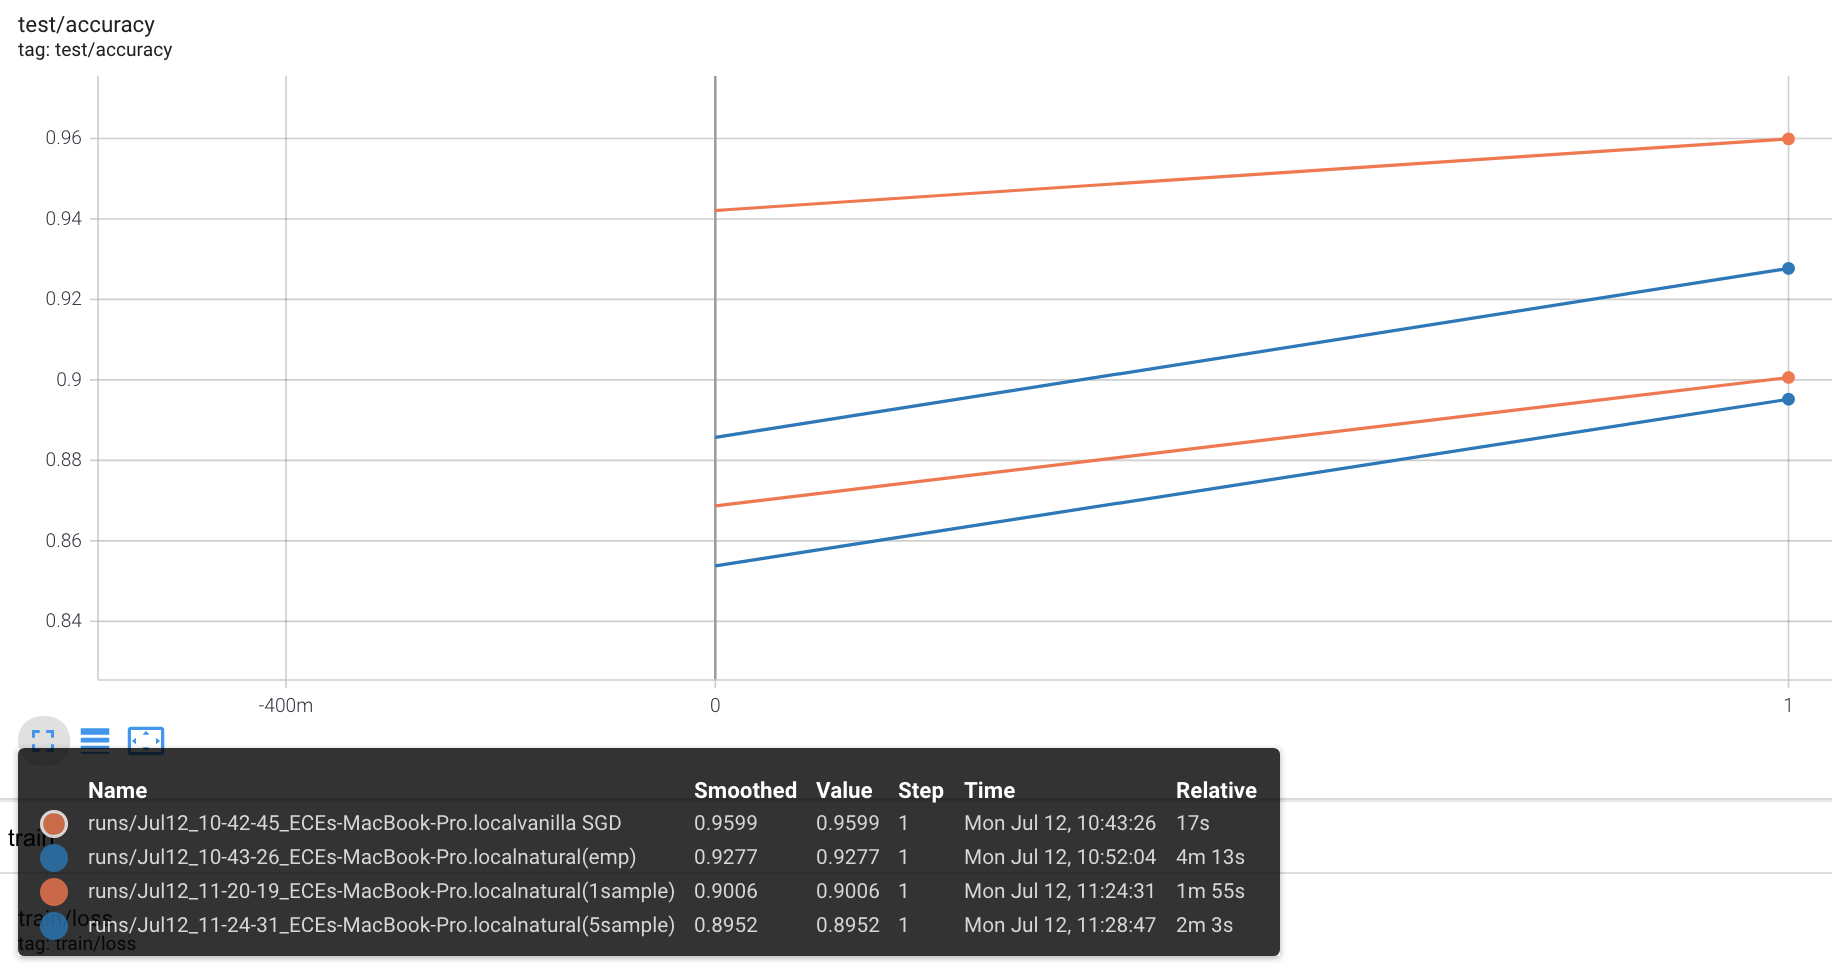 test/accuracy
tag: test/accuracy
0.96
0.94
0.92
0.9
0.88
0.86
0.84
-400m 0 1
Name Smoothed Value Step Time Relative
runs/Jul12_10-42-45_ECEs-MacBook-Pro.localvanilla SGD 0.9599 0.9599 1 Mon Jul 12, 10:43:26 17s
train
runs/Jul12_10-43-26_ECEs-MacBook-Pro.localnatural(emp) 0.9277 0.9277 1 Mon Jul 12, 10:52:04 4m 13s
runs/Jul12_11-20-19_ECEs-MacBook-Pro.localnatural(1sample) 0.9006 0.9006 1 Mon Jul 12, 11:24:31 1m 55s
train/loss
runs/Jul12_11-24-31_ECEs-MacBook-Pro.localnatural(5sample) 0.8952 0.8952 1 Mon Jul 12, 11:28:47 2m 3s
tag: train/loss